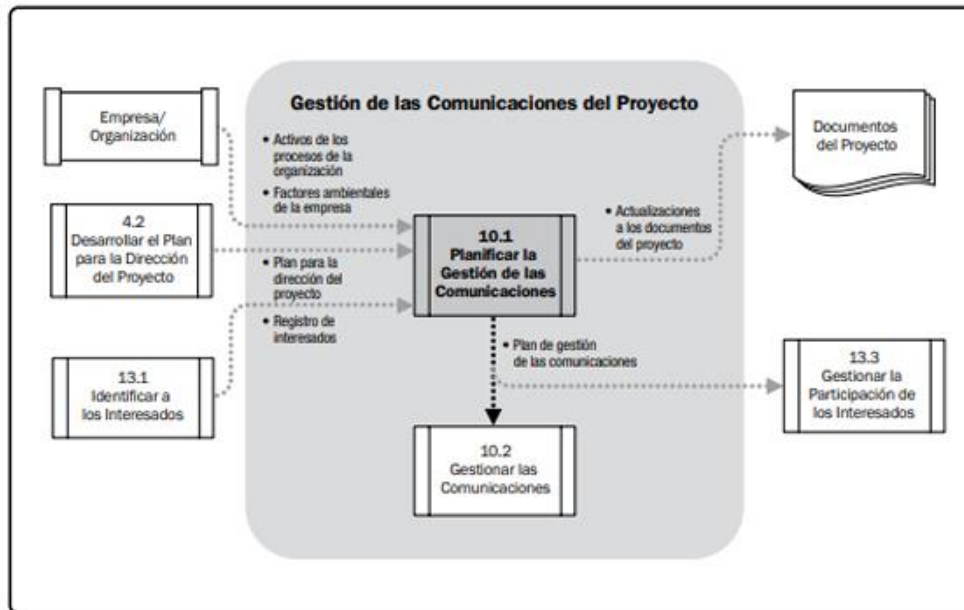 Gestión de las Comunicaciones del Proyecto
Empresa/
Organización
• Activos de los
procesos de la
organización
• Factores ambientales
de la empresa
Documentos
del Proyecto
4.2
Desarrollar el Plan
para la Dirección
del Proyecto
• Plan para la
dirección del
proyecto
• Registro de
interesados
10.1
Planificar la
Gestión de las
Comunicaciones
• Actualizaciones
a los documentos
del proyecto
13.1
Identificar a
los Interesados
• Plan de gestión
de las comunicaciones
13.3
Gestionar la
Participación de
los Interesados
10.2
Gestionar las
Comunicaciones